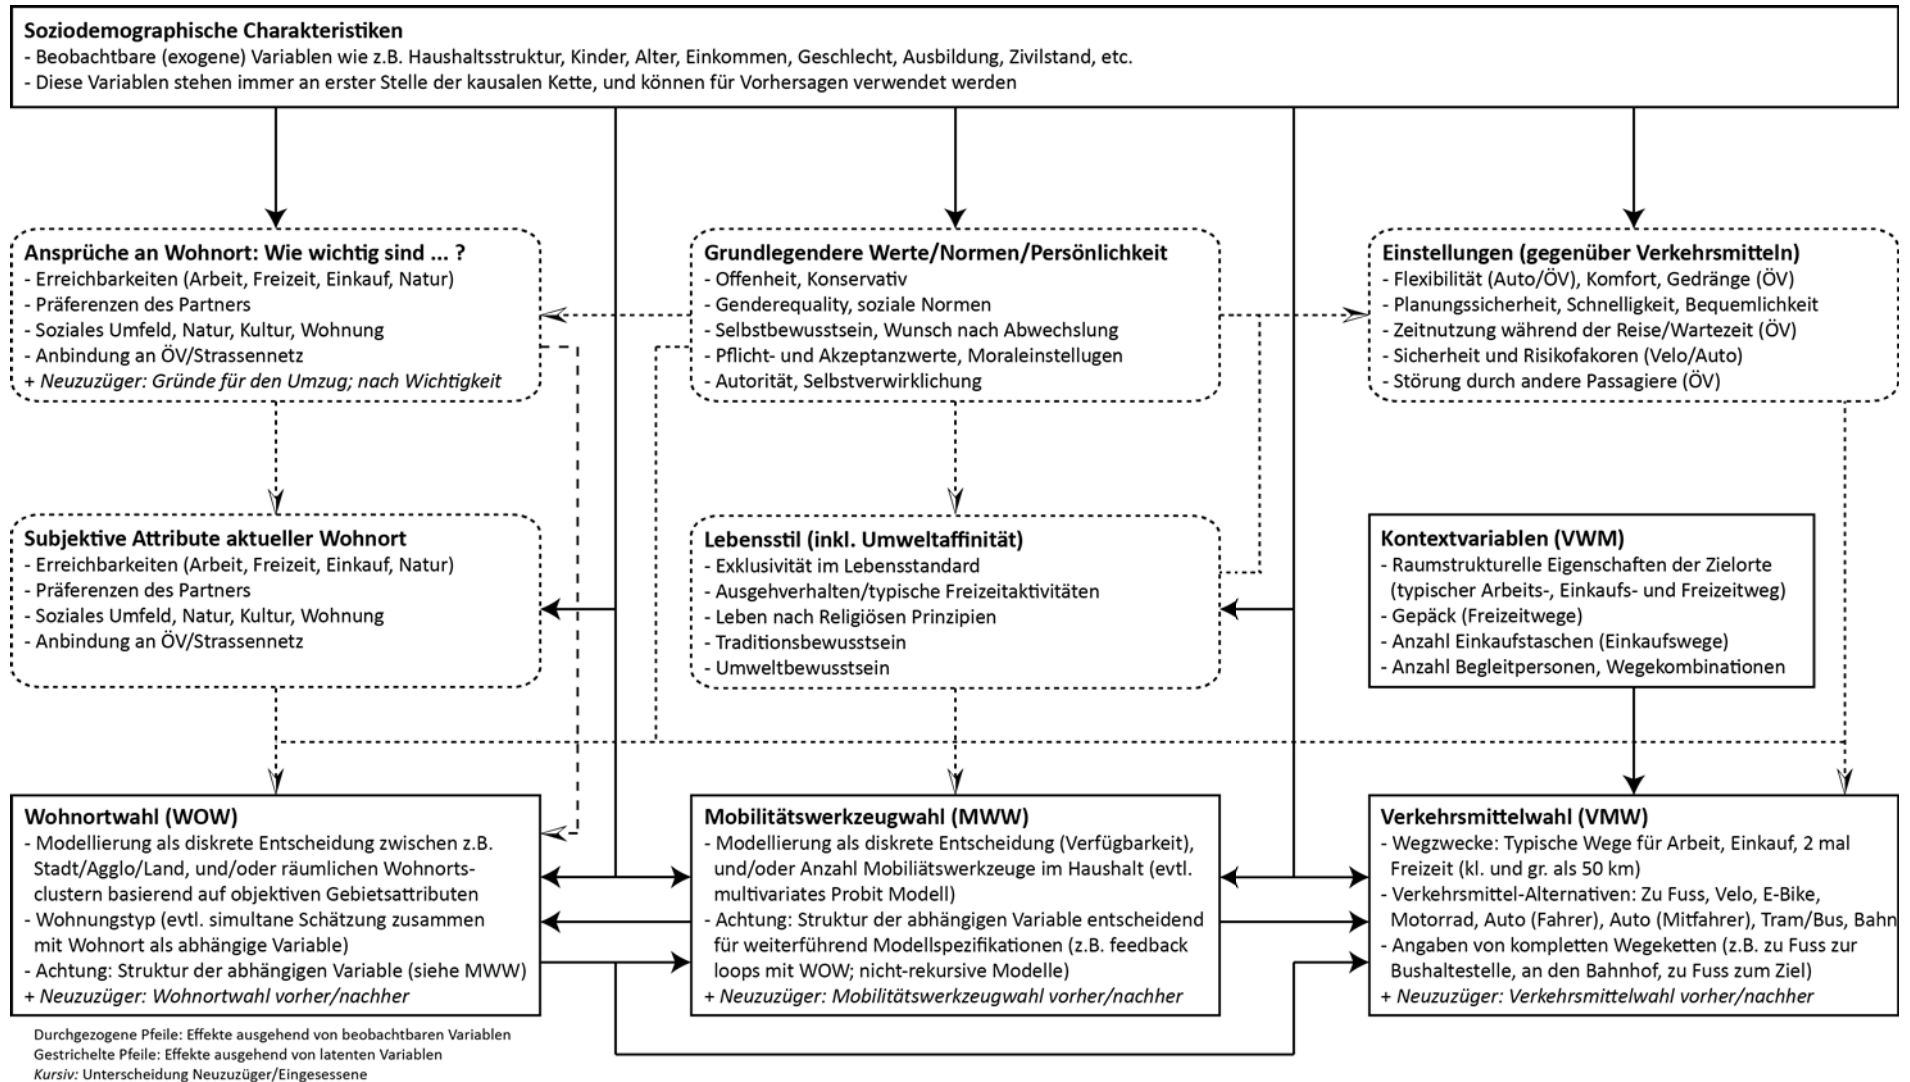 Soziodemographische Charakteristiken
- Beobachtbare (exogene) Variablen wie z.B. Haushaltsstruktur, Kinder, Alter, Einkommen, Geschlecht, Ausbildung, Zivilstand, etc.
- Diese Variablen stehen immer an erster Stelle der kausalen Kette, und können für Vorhersagen verwendet werden
Ansprüche an Wohnort: Wie wichtig sind ... ?
- Erreichbarkeiten (Arbeit, Freizeit, Einkauf, Natur)
- Präferenzen des Partners
- Soziales Umfeld, Natur, Kultur, Wohnung
- Anbindung an ÖV/Strassennetz
+ Neuzuzüger: Gründe für den Umzug; nach Wichtigkeit
Grundlegendere Werte/Normen/Persönlichkeit
- Offenheit, Konservativ
- Genderequality, soziale Normen
- Selbstbewusstsein, Wunsch nach Abwechslung
- Pflicht- und Akzeptanzwerte, Moraleinstellugen
- Autorität, Selbstverwirklichung
Einstellungen (gegenüber Verkehrsmitteln)
- Flexibilität (Auto/ÖV), Komfort, Gedränge (ÖV)
- Planungssicherheit, Schnelligkeit, Bequemlichkeit
- Zeitnutzung während der Reise/Wartezeit (ÖV)
- Sicherheit und Risikofakoren (Velo/Auto)
- Störung durch andere Passagiere (ÖV)
Subjektive Attribute aktueller Wohnort
- Erreichbarkeiten (Arbeit, Freizeit, Einkauf, Natur)
- Präferenzen des Partners
- Soziales Umfeld, Natur, Kultur, Wohnung
- Anbindung an ÖV/Strassennetz
Lebensstil (inkl. Umweltaffinität)
- Exklusivität im Lebensstandard
- Ausgehverhalten/typische Freizeitaktivitäten
- Leben nach Religiösen Prinzipien
- Traditionsbewusstsein
- Umweltbewusstsein
Kontextvariablen (VWM)
- Raumstrukturelle Eigenschaften der Zielorte
(typischer Arbeits-, Einkaufs- und Freizeitweg)
- Gepäck (Freizeitwege)
- Anzahl Einkaufstaschen (Einkaufswege)
- Anzahl Begleitpersonen, Wegekombinationen
Wohnortwahl (WOW)
- Modellierung als diskrete Entscheidung zwischen z.B.
Stadt/Agglo/Land, und/oder räumlichen Wohnorts-
clustern basierend auf objektiven Gebietsattributen
- Wohnungstyp (evtl. simultane Schätzung zusammen
mit Wohnort als abhängige Variable)
- Achtung: Struktur der abhängigen Variable (siehe MWW)
+ Neuzuzüger: Wohnortwahl vorher/nachher
Mobilitätswerkzeugwahl (MWW)
- Modellierung als diskrete Entscheidung (Verfügbarkeit),
und/oder Anzahl Mobiliätswerkzeuge im Haushalt (evtl.
multivariates Probit Modell)
- Achtung: Struktur der abhängigen Variable entscheidend
für weiterführend Modellspezifikationen (z.B. feedback
loops mit WOW; nicht-rekursive Modelle)
+ Neuzuzüger: Mobilitätswerkzeugwahl vorher/nachher
Verkehrsmittelwahl (VMW)
- Wegzwecke: Typische Wege für Arbeit, Einkauf, 2 mal
Freizeit (kl. und gr. als 50 km)
- Verkehrsmittel-Alternativen: Zu Fuss, Velo, E-Bike,
Motorrad, Auto (Fahrer), Auto (Mitfahrer), Tram/Bus, Bahn
- Angaben von kompletten Wegeketten (z.B. zu Fuss zur
Bushaltestelle, an den Bahnhof, zu Fuss zum Ziel)
+ Neuzuzüger: Verkehrsmittelwahl vorher/nachher
Durchgezogene Pfeile: Effekte ausgehend von beobachtbaren Variablen
Gestrichelte Pfeile: Effekte ausgehend von latenten Variablen
Kursiv: Unterscheidung Neuzuzüger/Eingesessene